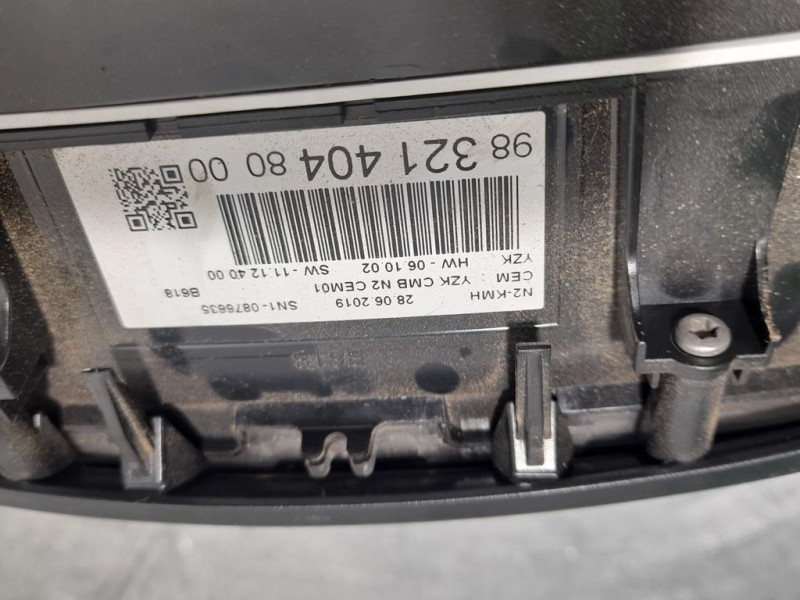 N2-KMH 28.06.2019 SN1-0876635 B618
CEM : YZK CMB N2 CEM01
YZK HW - 06.10.02 SW - 11.12.40.00
98 321 404 80 00